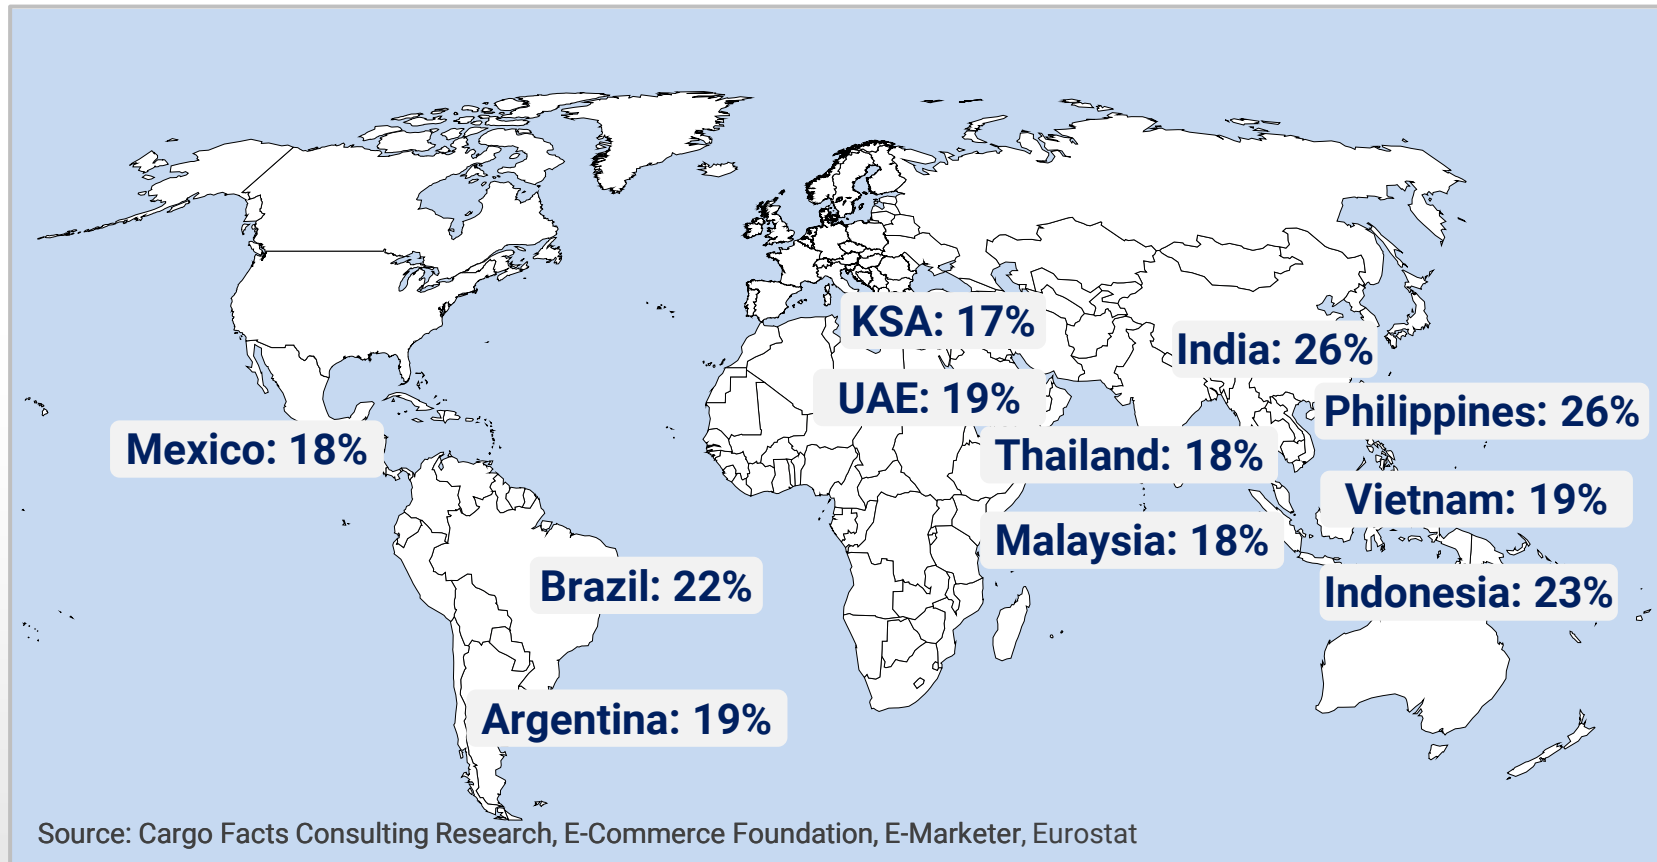 KSA: 17%
India: 26%
UAE: 19%
Philippines: 26%
Mexico: 18%
Thailand: 18%
Vietnam: 19%
Malaysia: 18%
Brazil: 22%
Indonesia: 23%
Argentina: 19%
Source: Cargo Facts Consulting Research, E-Commerce Foundation, E-Marketer, Eurostat